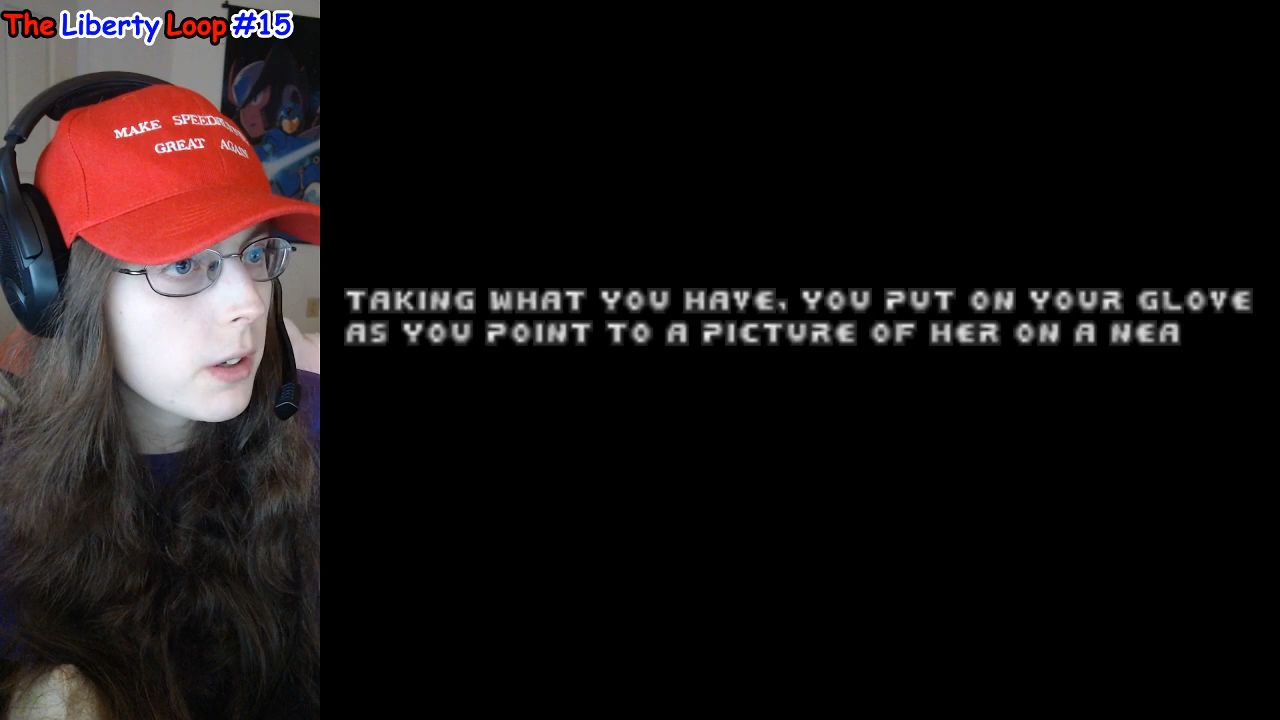 The Liberty Loop #15
MAKE SPEEDRUNNING
GREAT AGAIN
TAKING WHAT YOU HAVE, YOU PUT ON YOUR GLOVE
AS YOU POINT TO A PICTURE OF HER ON A NEA